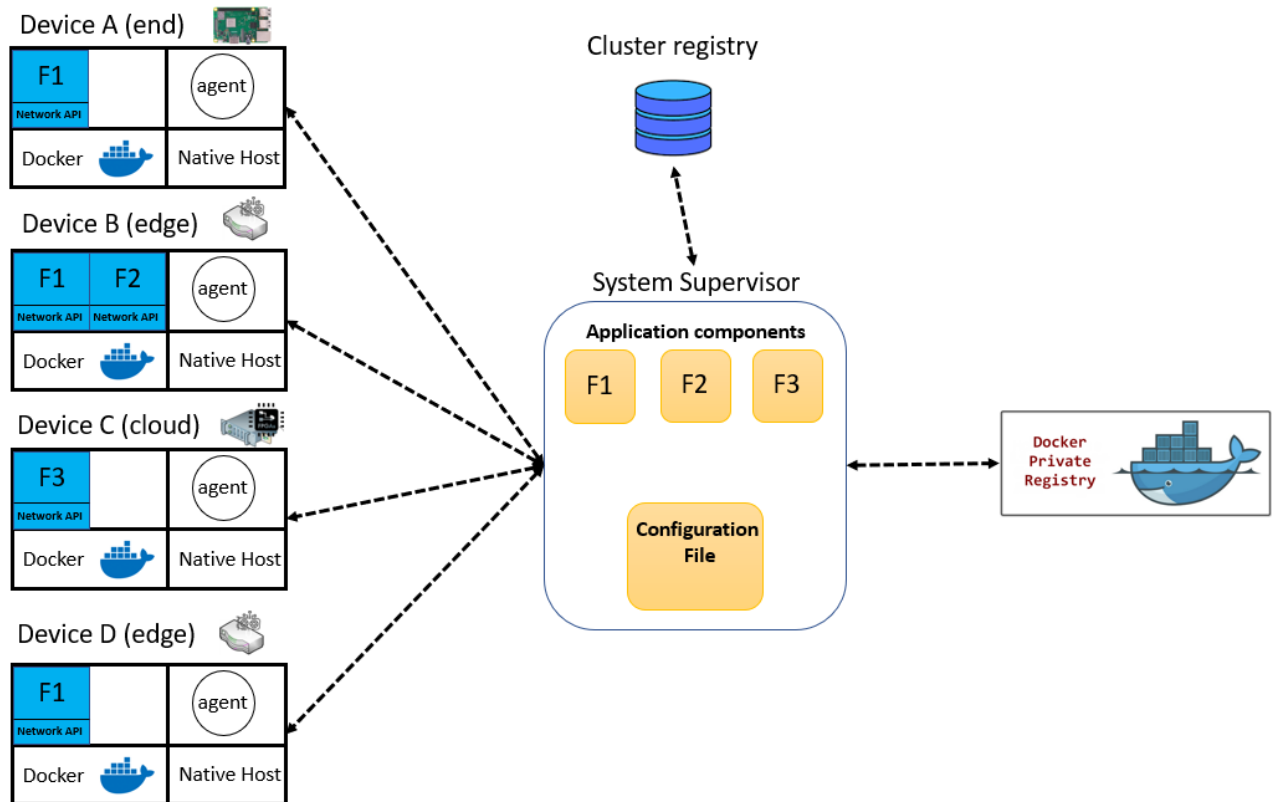 Device A (end)
F1
Network API
agent
Docker
Native Host
Device B (edge)
F1 F2
Network API Network API
agent
Docker
Native Host
Device C (cloud)
F3
Network API
agent
Docker
Native Host
Device D (edge)
F1
Network API
agent
Docker
Native Host
Cluster registry
System Supervisor
Application components
F1 F2 F3
Configuration
File
Docker
Private
Registry